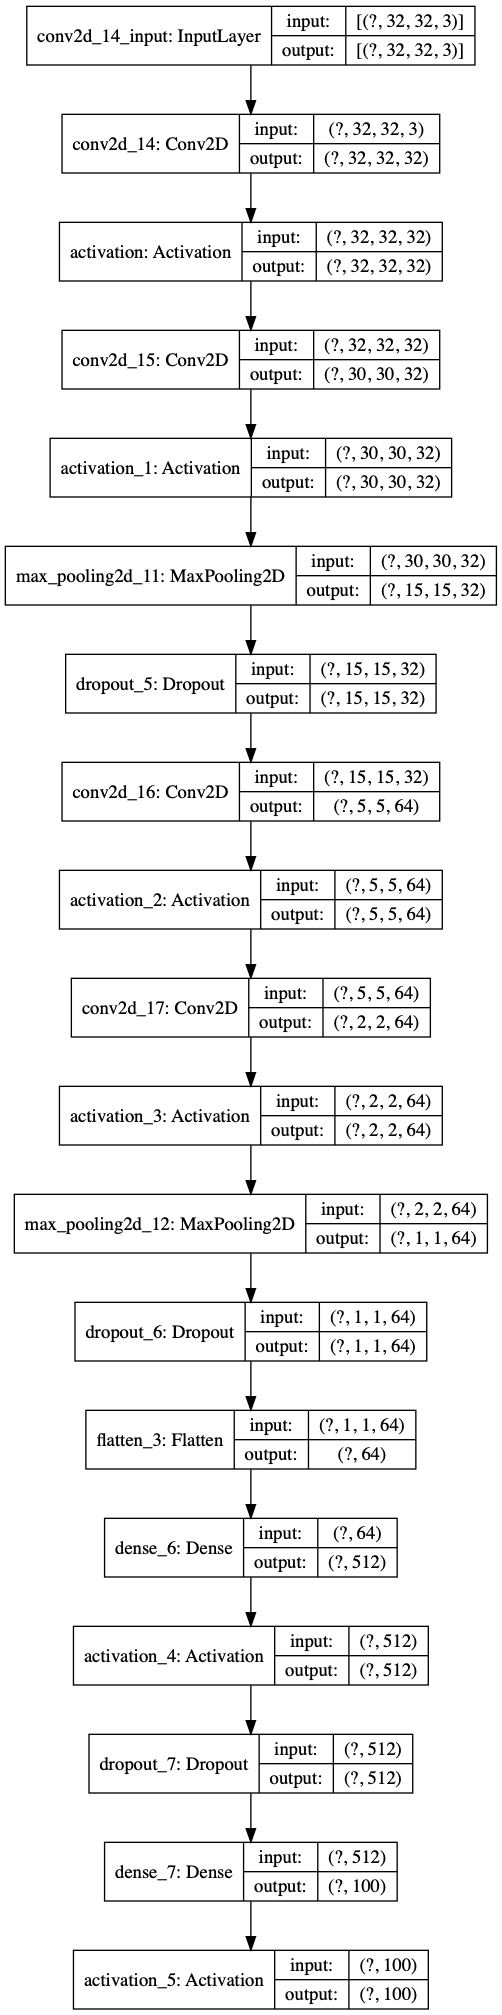 conv2d_14_input: InputLayer
input: [(?, 32, 32, 3)]
output: [(?, 32, 32, 3)]
conv2d_14: Conv2D
input: (?, 32, 32, 3)
output: (?, 32, 32, 32)
activation: Activation
input: (?, 32, 32, 32)
output: (?, 32, 32, 32)
conv2d_15: Conv2D
input: (?, 32, 32, 32)
output: (?, 30, 30, 32)
activation_1: Activation
input: (?, 30, 30, 32)
output: (?, 30, 30, 32)
max_pooling2d_11: MaxPooling2D
input: (?, 30, 30, 32)
output: (?, 15, 15, 32)
dropout_5: Dropout
input: (?, 15, 15, 32)
output: (?, 15, 15, 32)
conv2d_16: Conv2D
input: (?, 15, 15, 32)
output: (?, 5, 5, 64)
activation_2: Activation
input: (?, 5, 5, 64)
output: (?, 5, 5, 64)
conv2d_17: Conv2D
input: (?, 5, 5, 64)
output: (?, 2, 2, 64)
activation_3: Activation
input: (?, 2, 2, 64)
output: (?, 2, 2, 64)
max_pooling2d_12: MaxPooling2D
input: (?, 2, 2, 64)
output: (?, 1, 1, 64)
dropout_6: Dropout
input: (?, 1, 1, 64)
output: (?, 1, 1, 64)
flatten_3: Flatten
input: (?, 1, 1, 64)
output: (?, 64)
dense_6: Dense
input: (?, 64)
output: (?, 512)
activation_4: Activation
input: (?, 512)
output: (?, 512)
dropout_7: Dropout
input: (?, 512)
output: (?, 512)
dense_7: Dense
input: (?, 512)
output: (?, 100)
activation_5: Activation
input: (?, 100)
output: (?, 100)